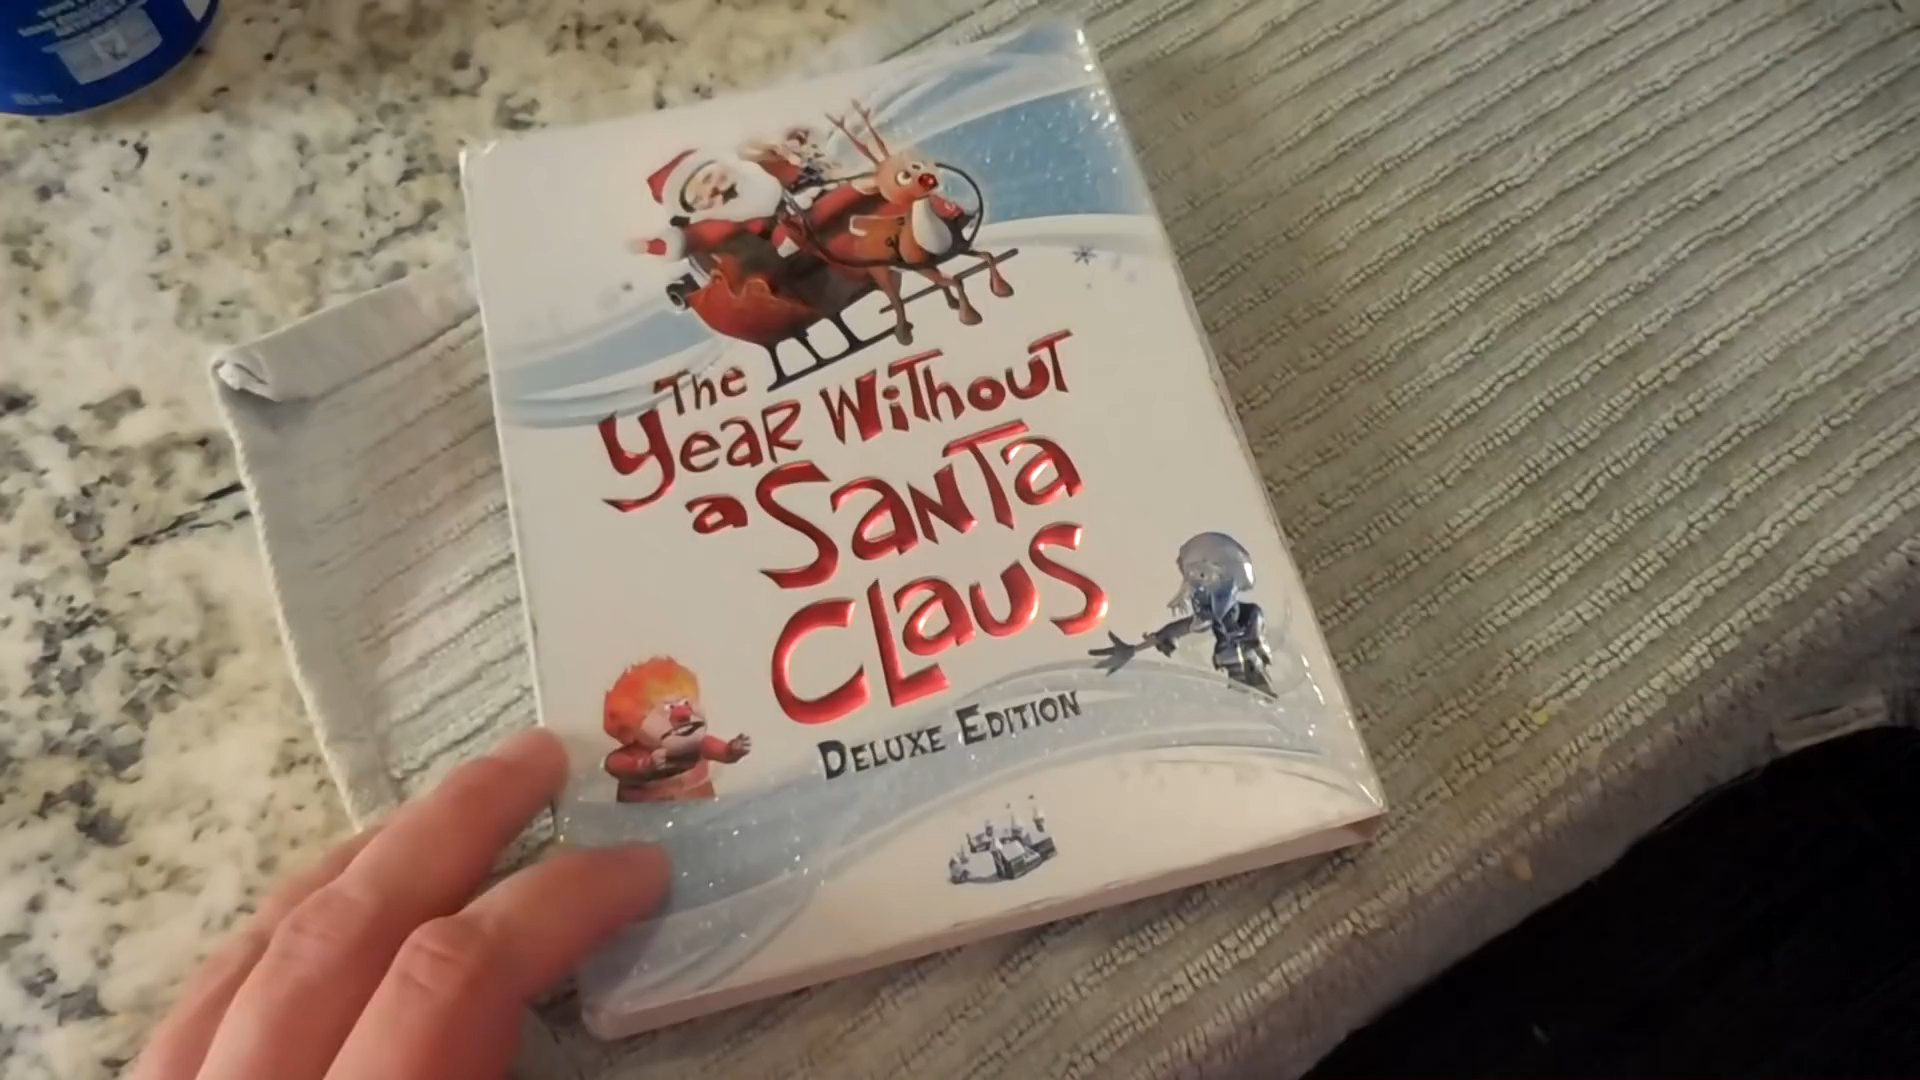 The
Year Without
a Santa
Claus
Deluxe Edition